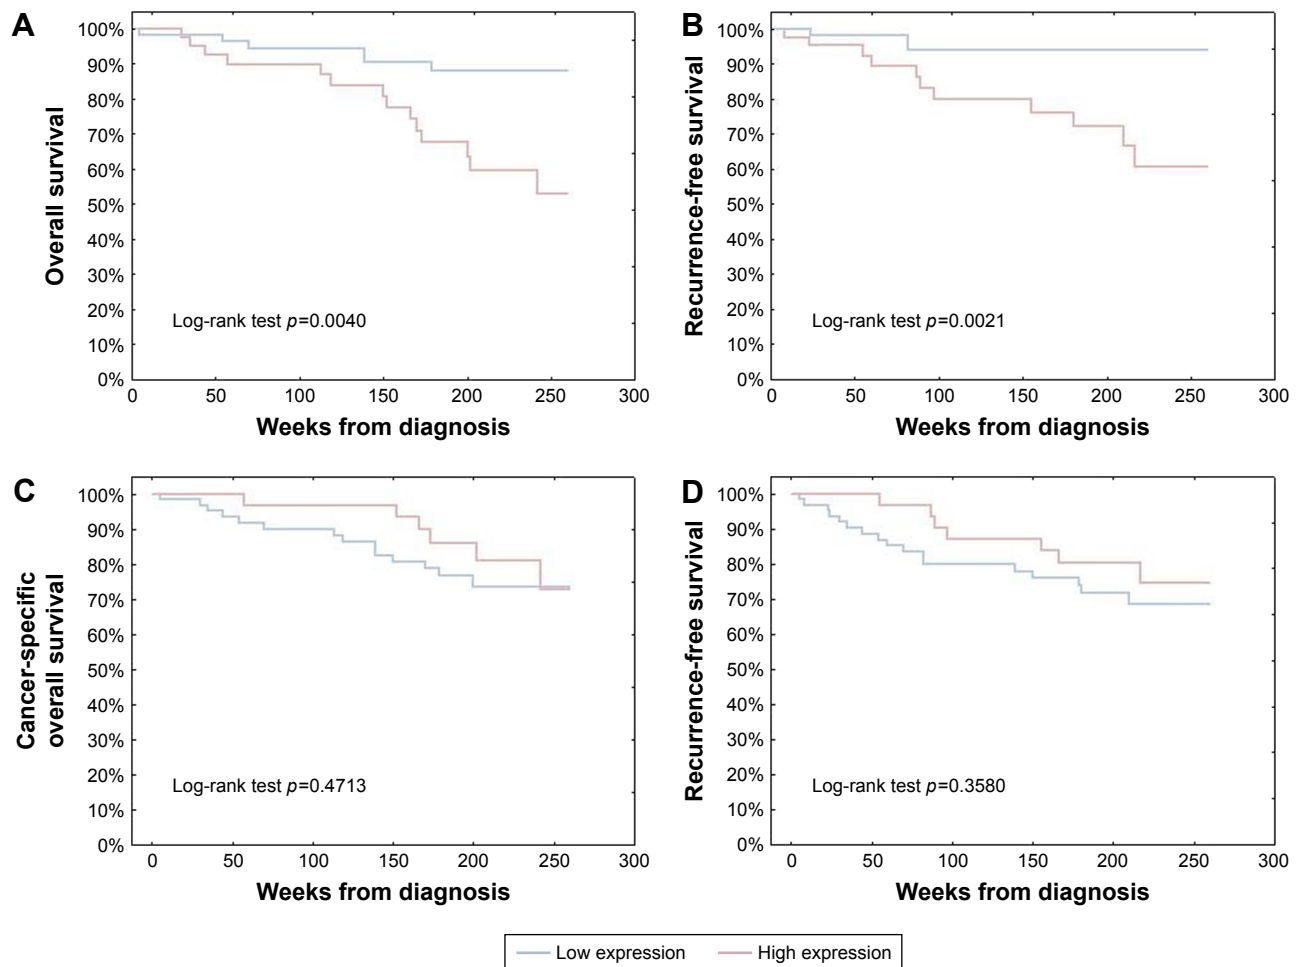 A
Overall survival
100%
90%
80%
70%
60%
50%
40%
30%
20%
10%
0%
Log-rank test p=0.0040
0 50 100 150 200 250 300
Weeks from diagnosis
B
Recurrence-free survival
100%
90%
80%
70%
60%
50%
40%
30%
20%
10%
0%
Log-rank test p=0.0021
0 50 100 150 200 250 300
Weeks from diagnosis
C
Cancer-specific
overall survival
100%
90%
80%
70%
60%
50%
40%
30%
20%
10%
0%
Log-rank test p=0.4713
0 50 100 150 200 250 300
Weeks from diagnosis
D
Recurrence-free survival
100%
90%
80%
70%
60%
50%
40%
30%
20%
10%
0%
Log-rank test p=0.3580
0 50 100 150 200 250 300
Weeks from diagnosis
Low expression High expression